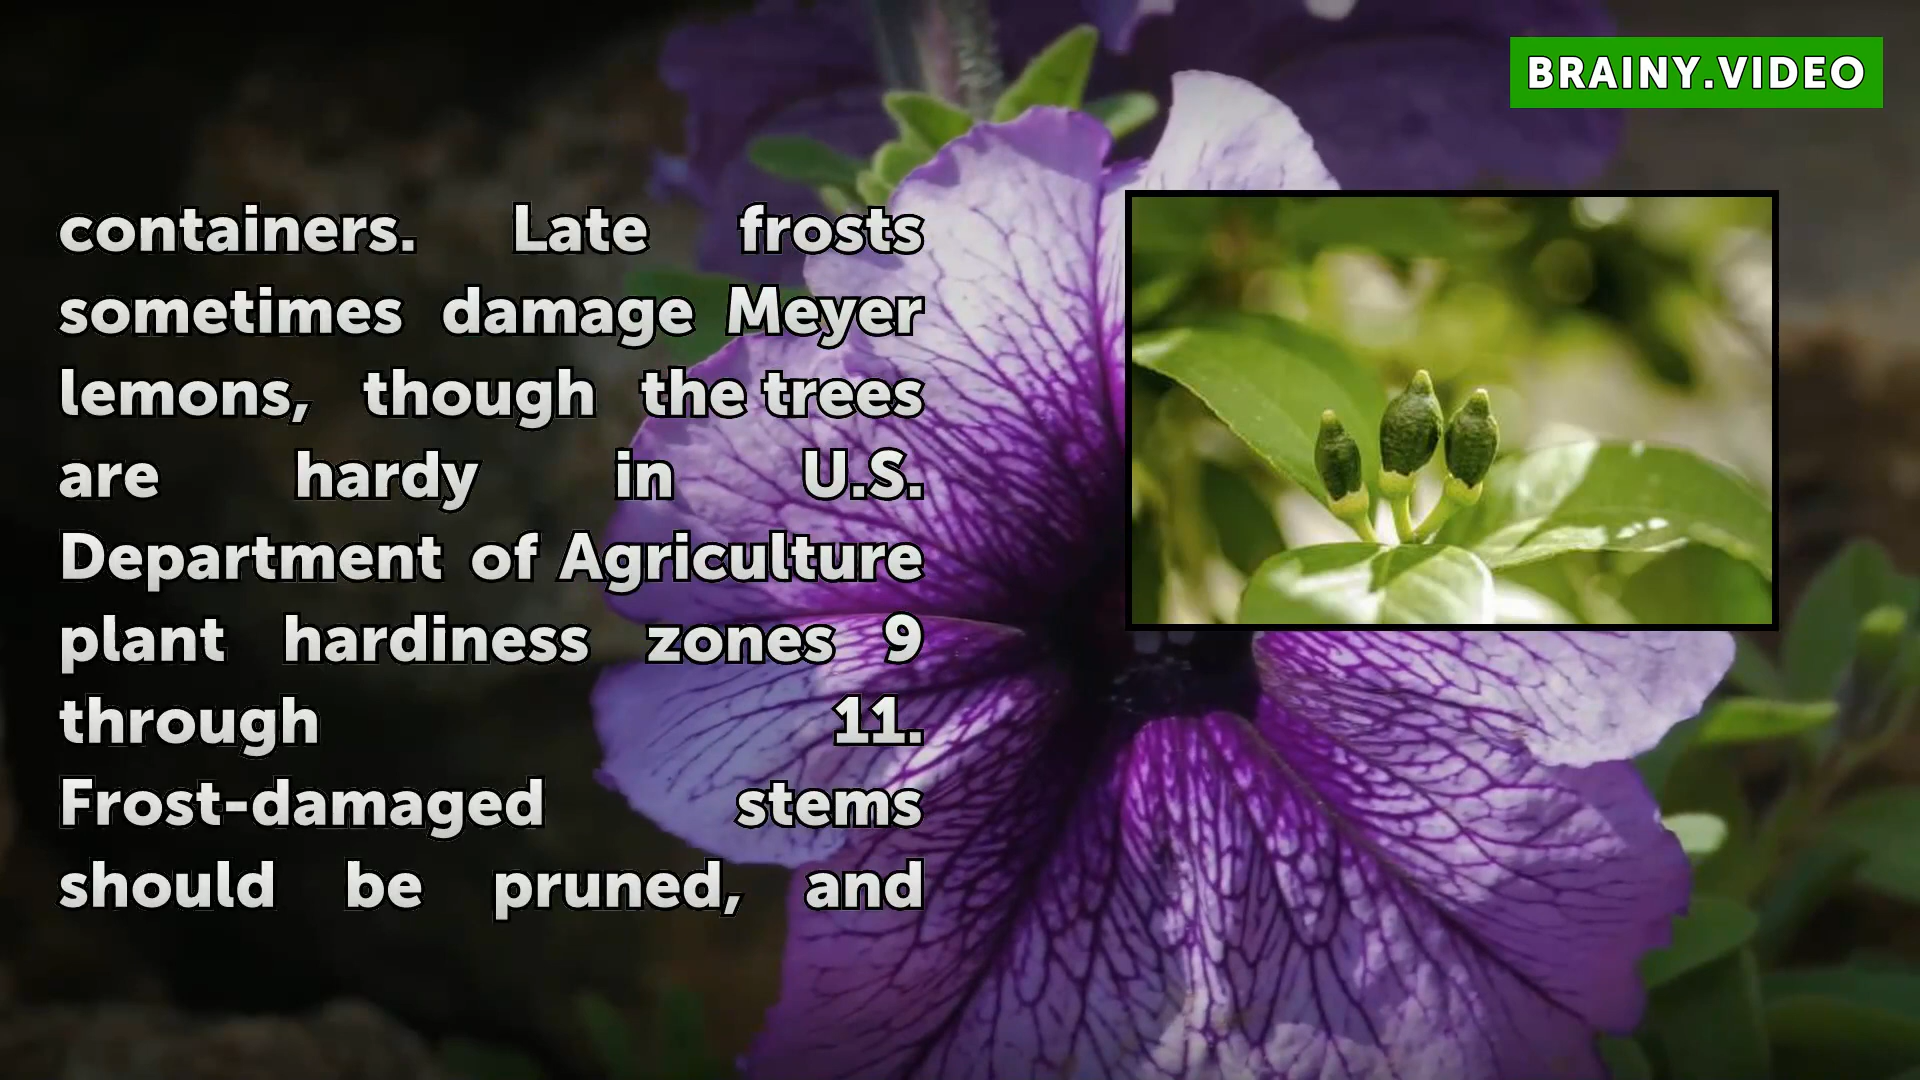 BRAINY.VIDEO
containers. Late frosts
sometimes damage Meyer
lemons, though the trees
are hardy in U.S.
Department of Agriculture
plant hardiness zones 9
through 11.
Frost-damaged stems
should be pruned, and